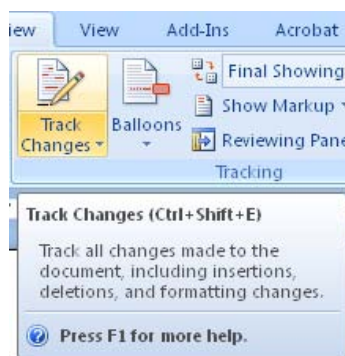 iew View Add-Ins Acrobat
Final Showing
Show Markup
Reviewing Pane
Track Changes
Balloons
Tracking
Track Changes (Ctrl+Shift+E)
Track all changes made to the
document, including insertions,
deletions, and formatting changes.
Press F1 for more help.